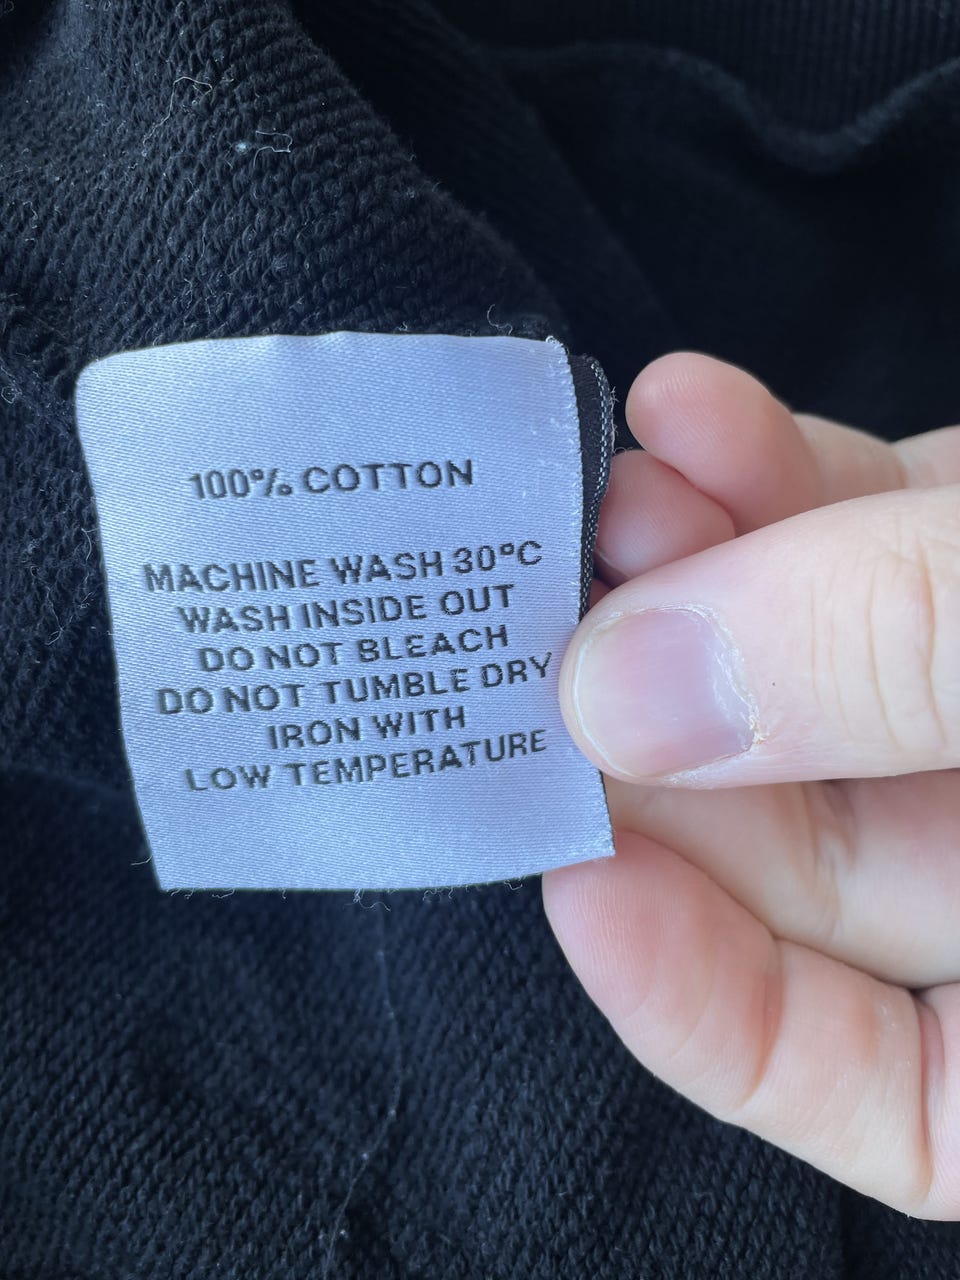 100% COTTON
MACHINE WASH 30°C
WASH INSIDE OUT
DO NOT BLEACH
DO NOT TUMBLE DRY
IRON WITH
LOW TEMPERATURE